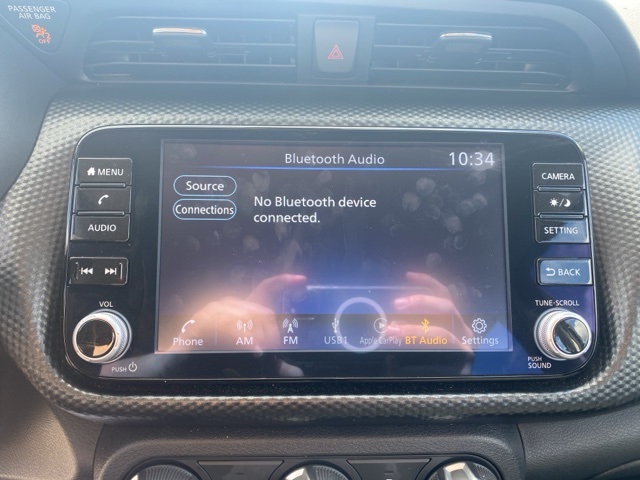 PASSENGER
AIR BAG
OFF
MENU
AUDIO
VOL
PUSH
Bluetooth Audio
10:34
Source
Connections
No Bluetooth device
connected.
Phone
AM
FM
USB1
Apple CarPlay
BT Audio
Settings
CAMERA
SETTING
BACK
TUNE·SCROLL
PUSH
SOUND